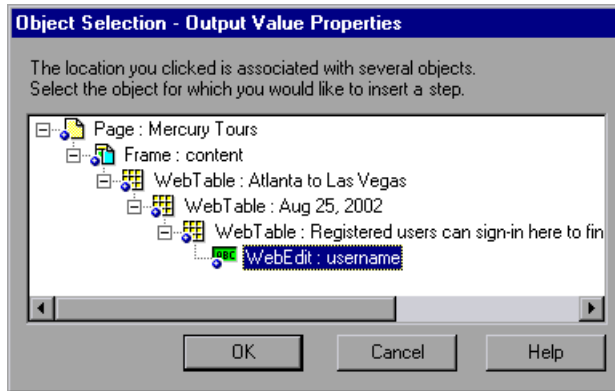 Object Selection - Output Value Properties
The location you clicked is associated with several objects.
Select the object for which you would like to insert a step.
Page : Mercury Tours
Frame : content
WebTable : Atlanta to Las Vegas
WebTable : Aug 25, 2002
WebTable : Registered users can sign-in here to fin
ABC WebEdit : username
OK Cancel Help